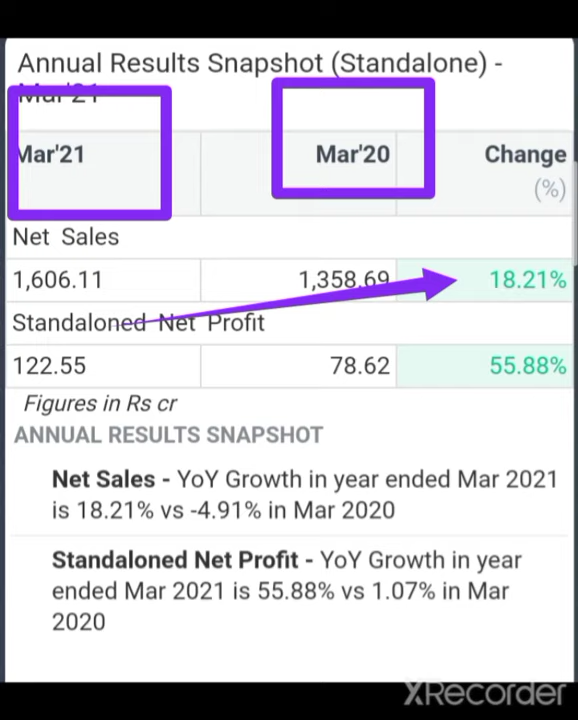 Annual Results Snapshot (Standalone) -
Mar'21
Mar'21 Mar'20 Change
(%)
Net Sales
1,606.11 1,358.69 18.21%
Standaloned Net Profit
122.55 78.62 55.88%
Figures in Rs cr
ANNUAL RESULTS SNAPSHOT
Net Sales - YoY Growth in year ended Mar 2021
is 18.21% vs -4.91% in Mar 2020
Standaloned Net Profit - YoY Growth in year
ended Mar 2021 is 55.88% vs 1.07% in Mar
2020
XRecorder